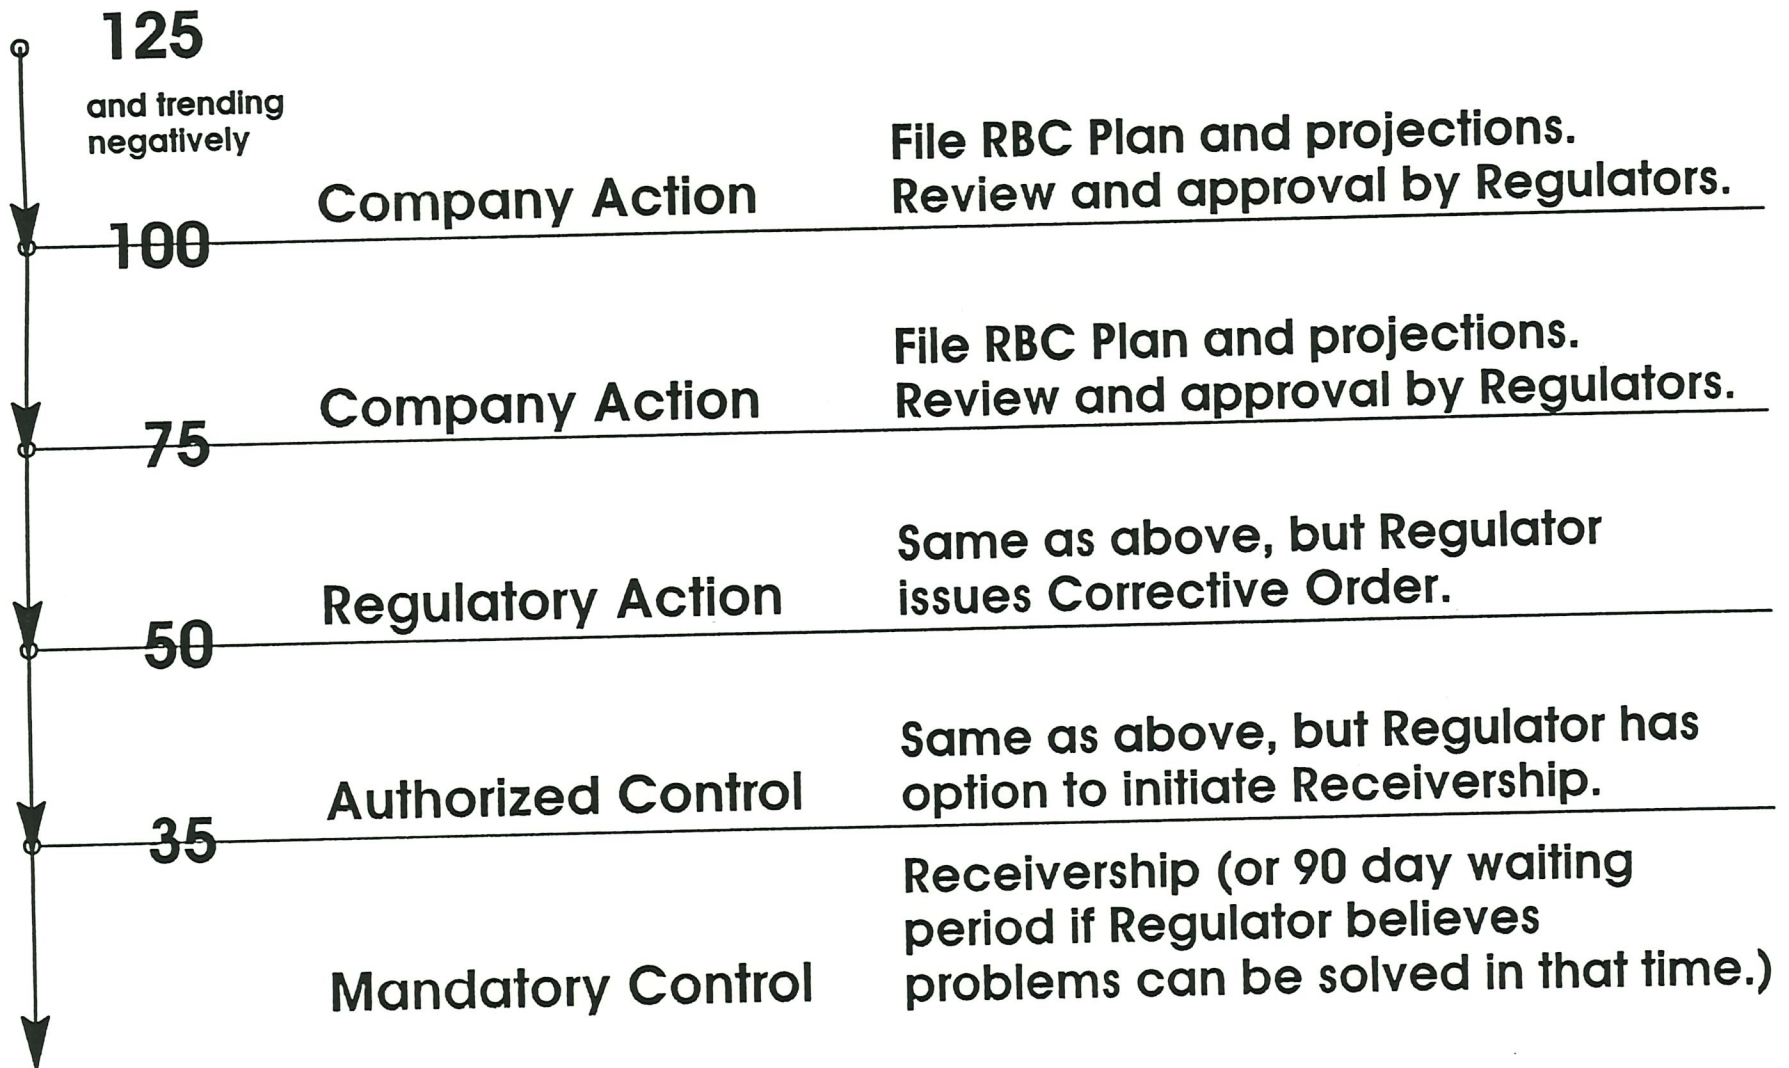 125
and trending
negatively
Company Action
File RBC Plan and projections.
Review and approval by Regulators.
100
Company Action
File RBC Plan and projections.
Review and approval by Regulators.
75
Regulatory Action
Same as above, but Regulator
issues Corrective Order.
50
Authorized Control
Same as above, but Regulator has
option to initiate Receivership.
35
Mandatory Control
Receivership (or 90 day waiting
period if Regulator believes
problems can be solved in that time.)